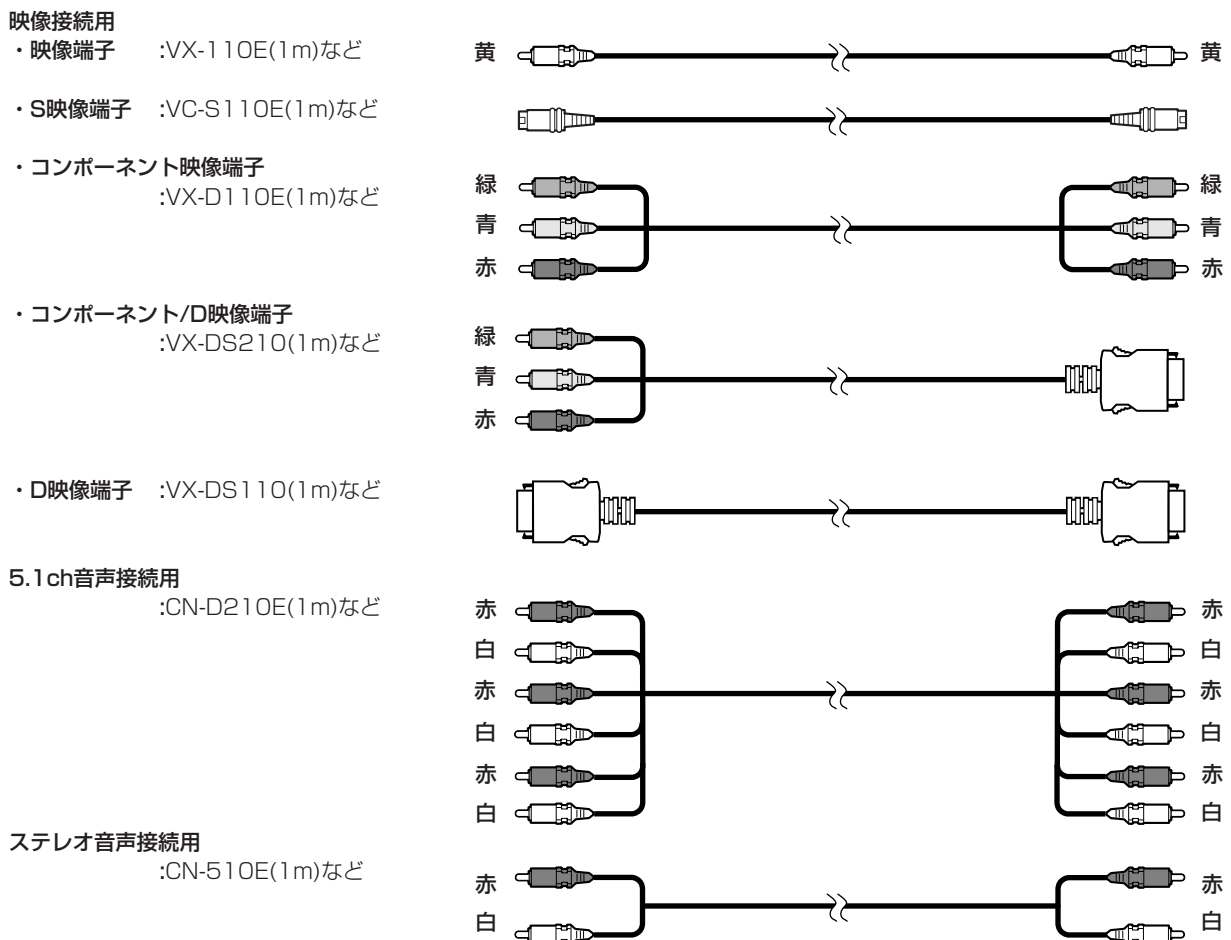 映像接続用
・映像端子 :VX-110E(1m)など 黄 黄
・S映像端子 :VC-S110E(1m)など
・コンポーネント映像端子
:VX-D110E(1m)など 緑 緑
青 青
赤 赤
・コンポーネント/D映像端子
:VX-DS210(1m)など 緑
青
赤
・D映像端子 :VX-DS110(1m)など
5.1ch音声接続用
:CN-D210E(1m)など 赤 赤
白 白
赤 赤
白 白
赤 赤
白 白
ステレオ音声接続用
:CN-510E(1m)など 赤 赤
白 白